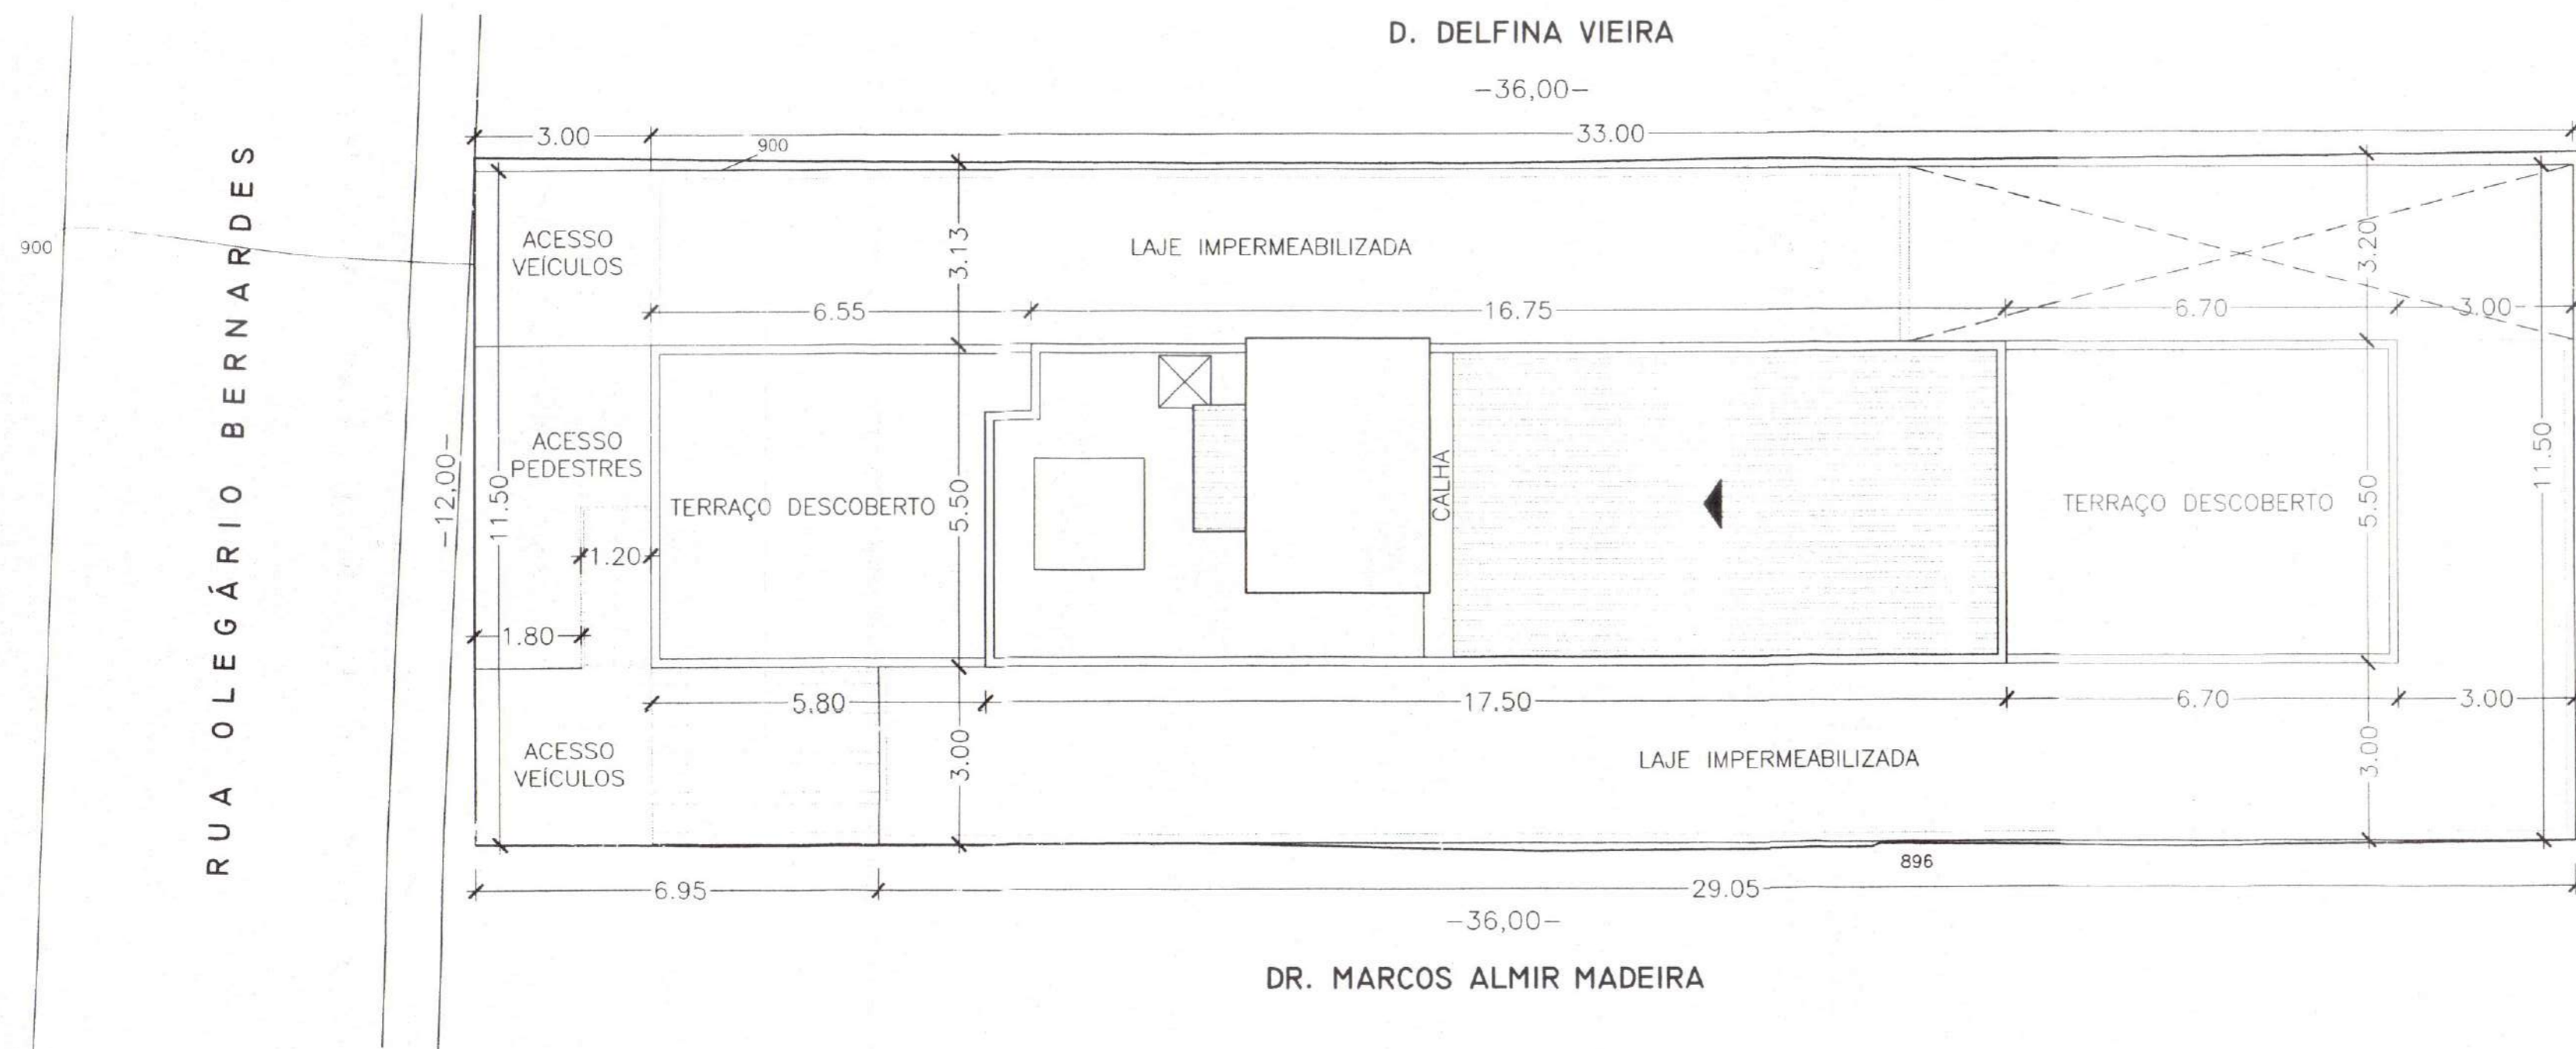 D. DELFINA VIEIRA
-36,00-
3.00
33.00
900
900
RUA OLEGÁRIO BERNARDES
ACESSO
VEÍCULOS
3.13
LAJE IMPERMEABILIZADA
3.20
6.55
16.75
6.70
3.00
-12,00-
11.50
ACESSO
PEDESTRES
TERRAÇO DESCOBERTO
5.50
CALHA
TERRAÇO DESCOBERTO
5.50
11.50
1.20
1.80
5.80
17.50
6.70
3.00
ACESSO
VEÍCULOS
3.00
LAJE IMPERMEABILIZADA
3.00
896
6.95
29.05
-36,00-
DR. MARCOS ALMIR MADEIRA